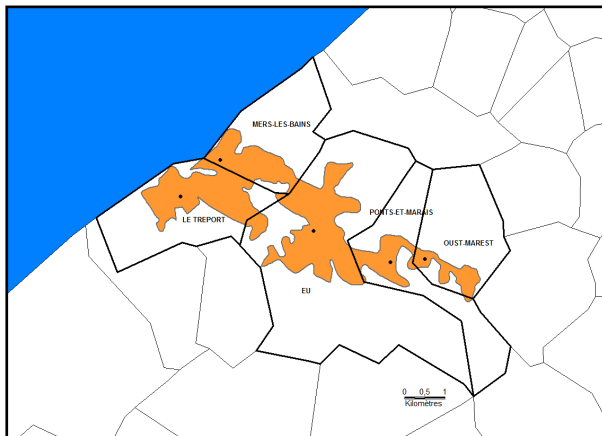 MERS-LES-BAINS
LE TREPORT
PONTS-ET-MARAIS
OUST-MAREST
EU
0 0,5 1
Kilomètres